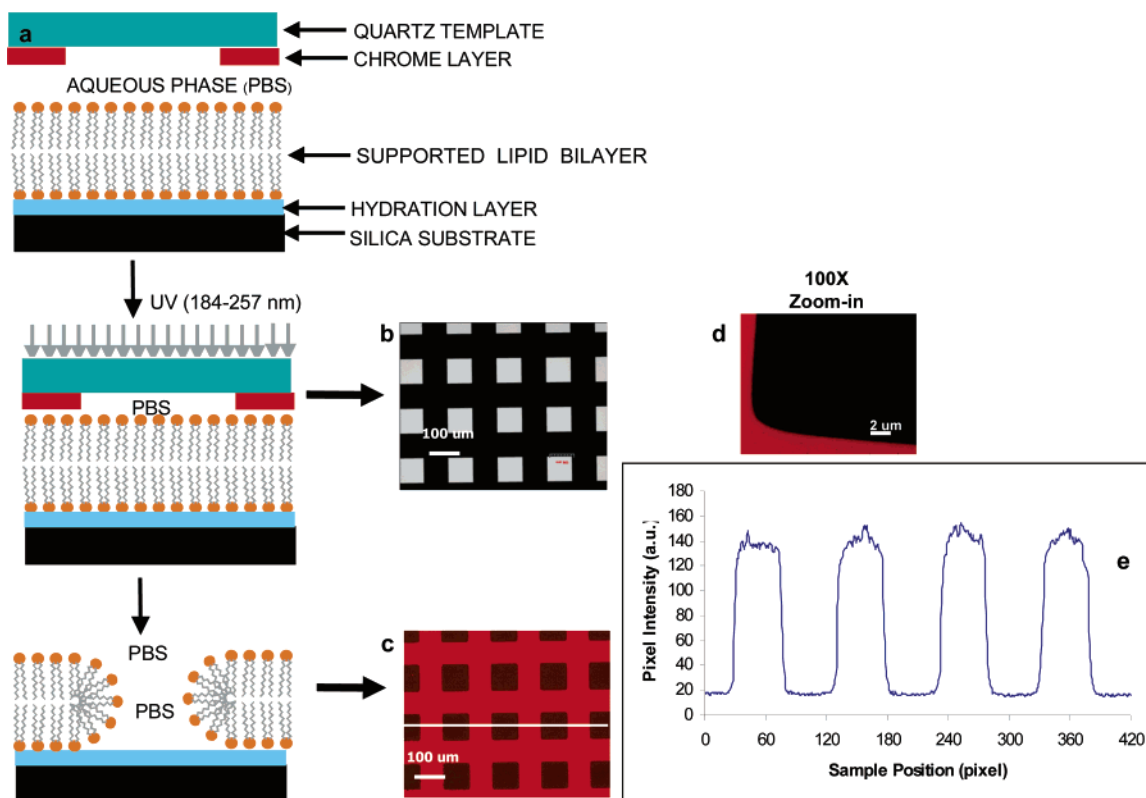 a
QUARTZ TEMPLATE
CHROME LAYER
AQUEOUS PHASE (PBS)
SUPPORTED LIPID BILAYER
HYDRATION LAYER
SILICA SUBSTRATE
UV (184-257 nm)
PBS
b
100 um
100X
Zoom-in
d
2 um
PBS
PBS
c
100 um
e
Pixel Intensity (a.u.)
180
160
140
120
100
80
60
40
20
0
0 60 120 180 240 300 360 420
Sample Position (pixel)